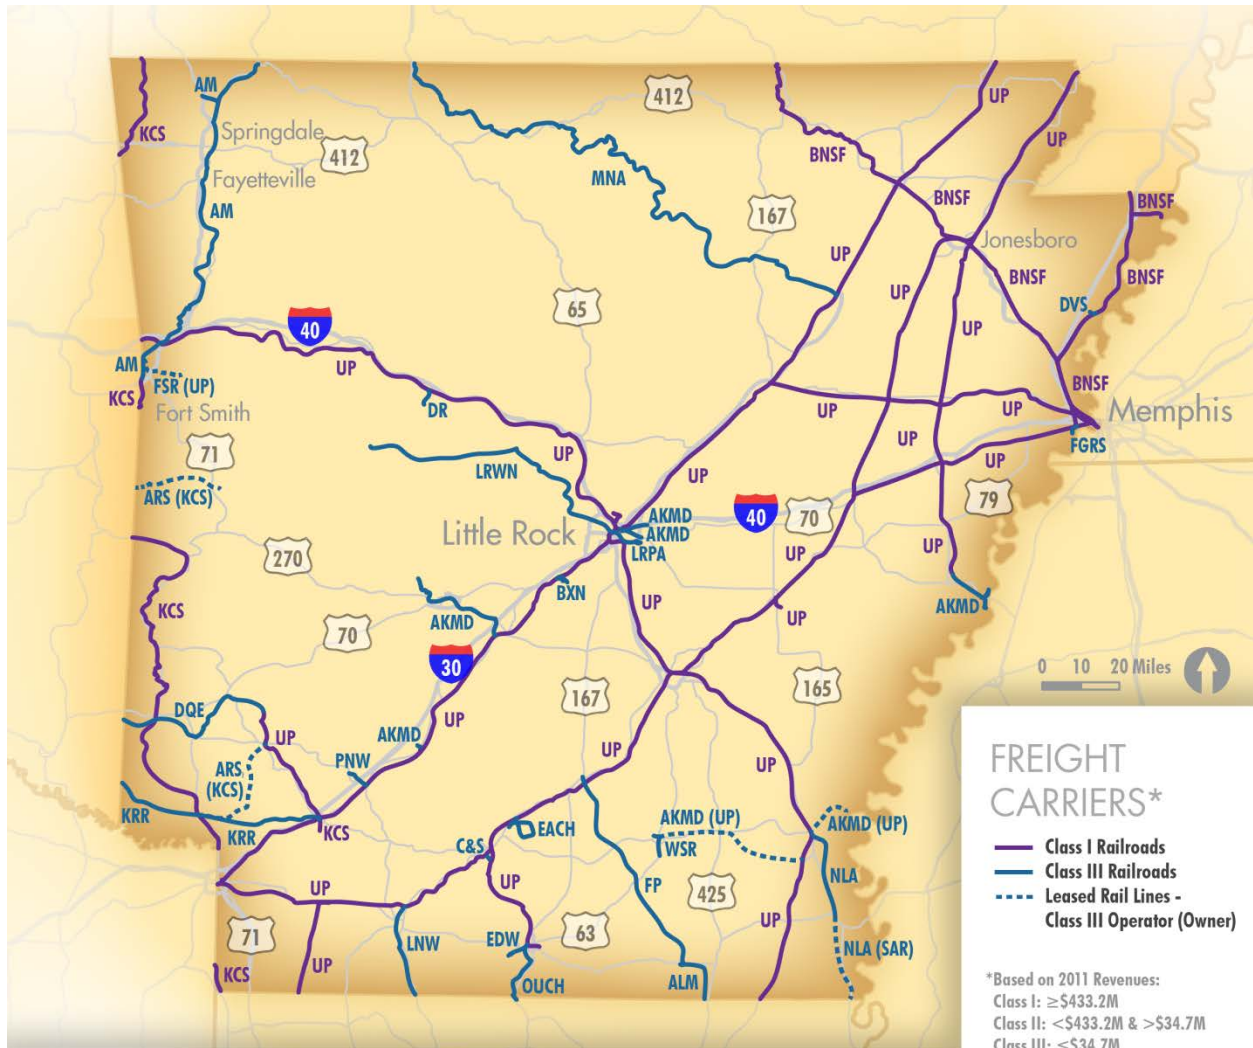 AM
UP
UP
KCS
412
Springdale
412
BNSF
UP
Fayetteville
MNA
BNSF
BNSF
AM
167
Jonesboro
UP
BNSF
BNSF
UP
DVS
65
40
UP
AM
UP
FSR (UP)
BNSF
KCS
DR
UP
UP
Memphis
Fort Smith
UP
FGRS
71
UP
UP
LRWN
UP
ARS (KCS)
79
AKMD
40
70
Little Rock
AKMD
LRPA
UP
UP
270
BXN
UP
KCS
AKMD
UP
AKMD
70
30
0 10 20 Miles
167
165
DQE
UP
UP
AKMD
UP
PNW
UP
ARS
(KCS)
KRR
KRR
KCS
EACH
AKMD (UP)
AKMD (UP)
C&S
WSR
UP
UP
FP
NLA
425
UP
71
LNW
EDW
63
NLA (SAR)
KCS
UP
OUCH
ALM
FREIGHT
CARRIERS*
Class I Railroads
Class III Railroads
Leased Rail Lines -
Class III Operator (Owner)
*Based on 2011 Revenues:
Class I: ≥$433.2M
Class II: <$433.2M & >$34.7M
Class III: <$34.7M